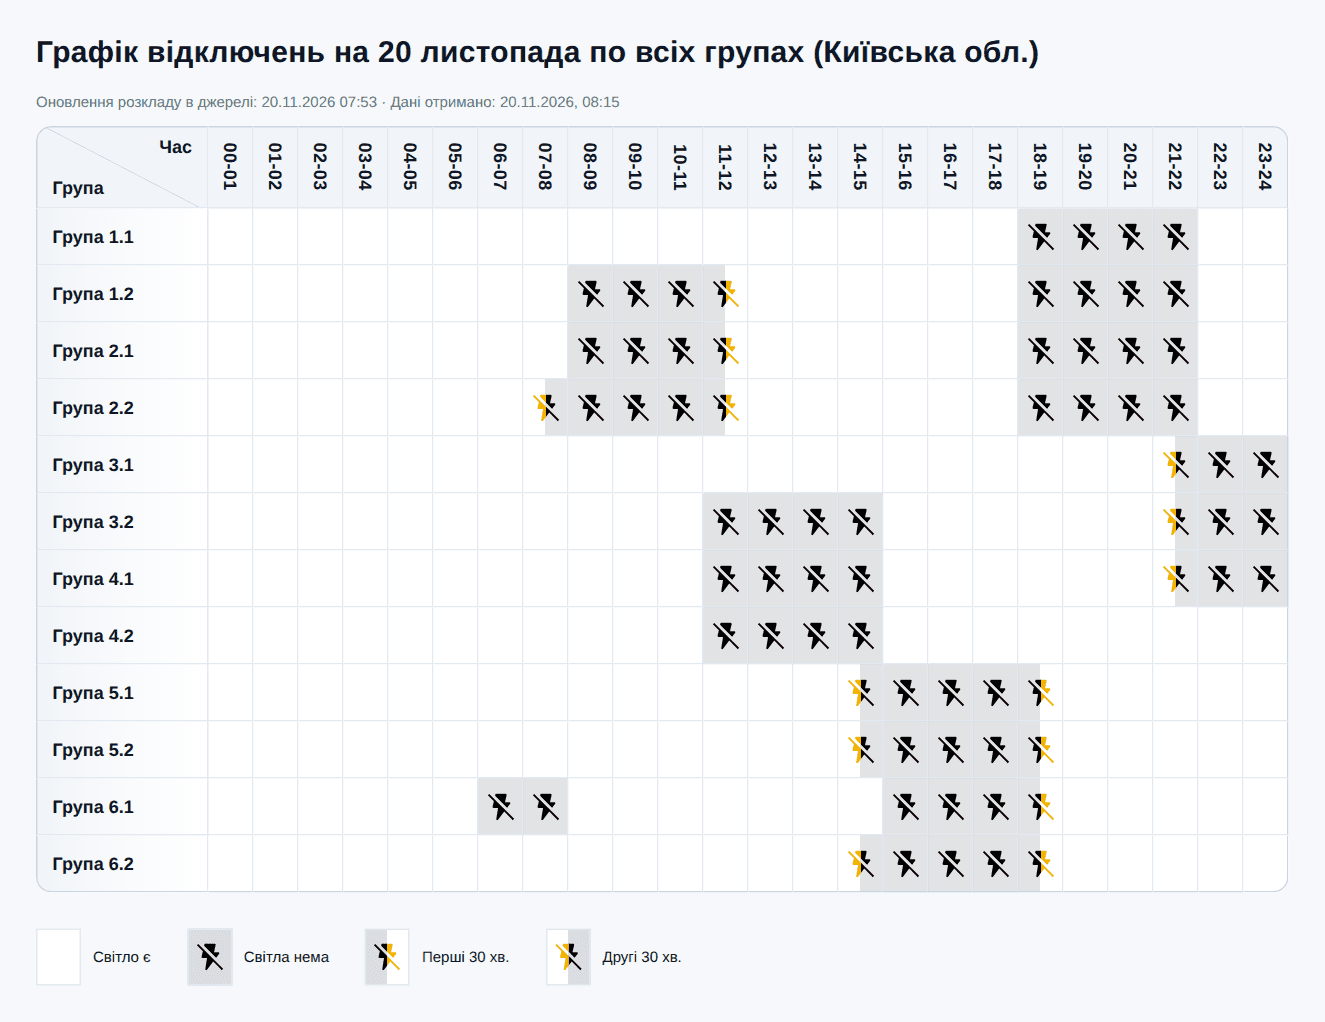 Графік відключень на 20 листопада по всіх групах (Київська обл.)
Оновлення розкладу в джерелі: 20.11.2026 07:53 · Дані отримано: 20.11.2026, 08:15
Час
Група
00-01 01-02 02-03 03-04 04-05 05-06 06-07 07-08 08-09 09-10 10-11 11-12 12-13 13-14 14-15 15-16 16-17 17-18 18-19 19-20 20-21 21-22 22-23 23-24
Група 1.1
Група 1.2
Група 2.1
Група 2.2
Група 3.1
Група 3.2
Група 4.1
Група 4.2
Група 5.1
Група 5.2
Група 6.1
Група 6.2
Світло є Світла нема Перші 30 хв. Другі 30 хв.